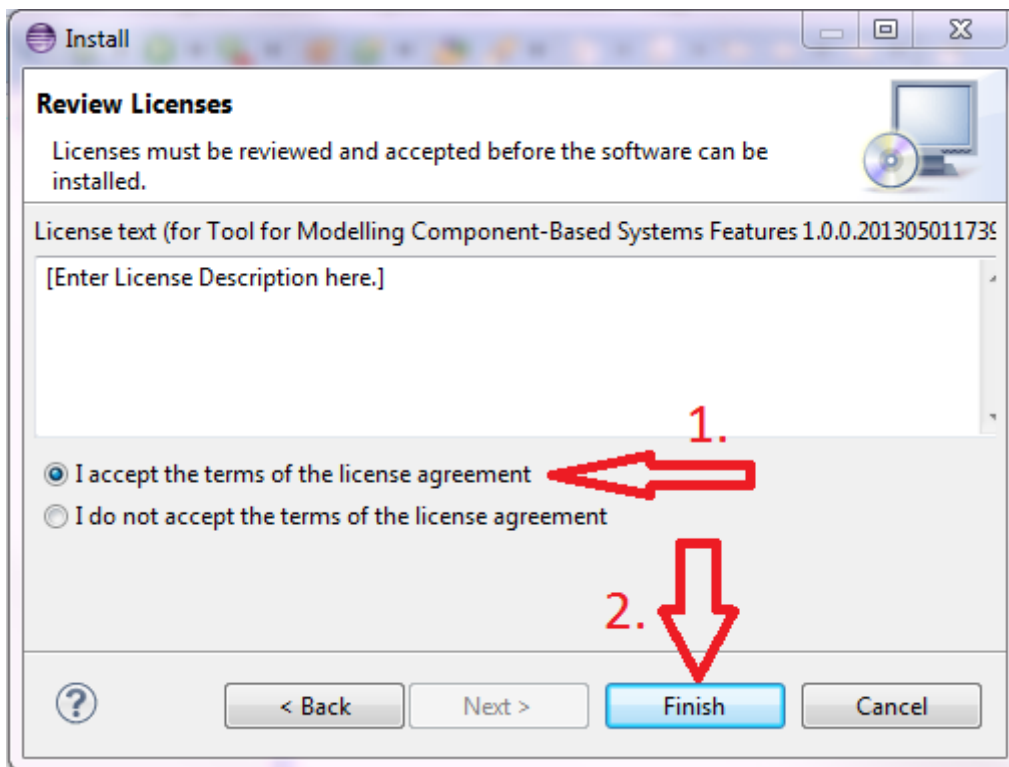 Install
Review Licenses
Licenses must be reviewed and accepted before the software can be
installed.
License text (for Tool for Modelling Component-Based Systems Features 1.0.0.201305011739
[Enter License Description here.]
1.
I accept the terms of the license agreement
I do not accept the terms of the license agreement
2.
? < Back Next > Finish Cancel